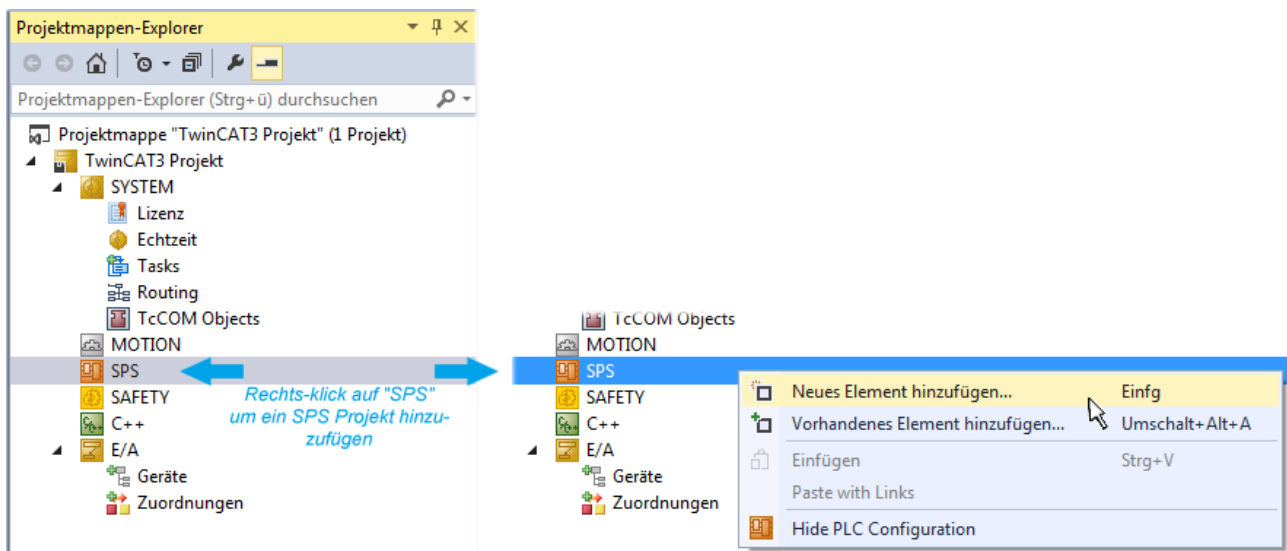 Projektmappen-Explorer
Projektmappen-Explorer (Strg+ü) durchsuchen
Projektmappe "TwinCAT3 Projekt" (1 Projekt)
TwinCAT3 Projekt
SYSTEM
Lizenz
Echtzeit
Tasks
Routing
TcCOM Objects
MOTION
SPS
SAFETY
C++
E/A
Geräte
Zuordnungen
Rechts-klick auf "SPS"
um ein SPS Projekt hinzu-
zufügen
TcCOM Objects
MOTION
SPS
SAFETY
C++
E/A
Geräte
Zuordnungen
Neues Element hinzufügen... Einfg
Vorhandenes Element hinzufügen... Umschalt+Alt+A
Einfügen Strg+V
Paste with Links
Hide PLC Configuration